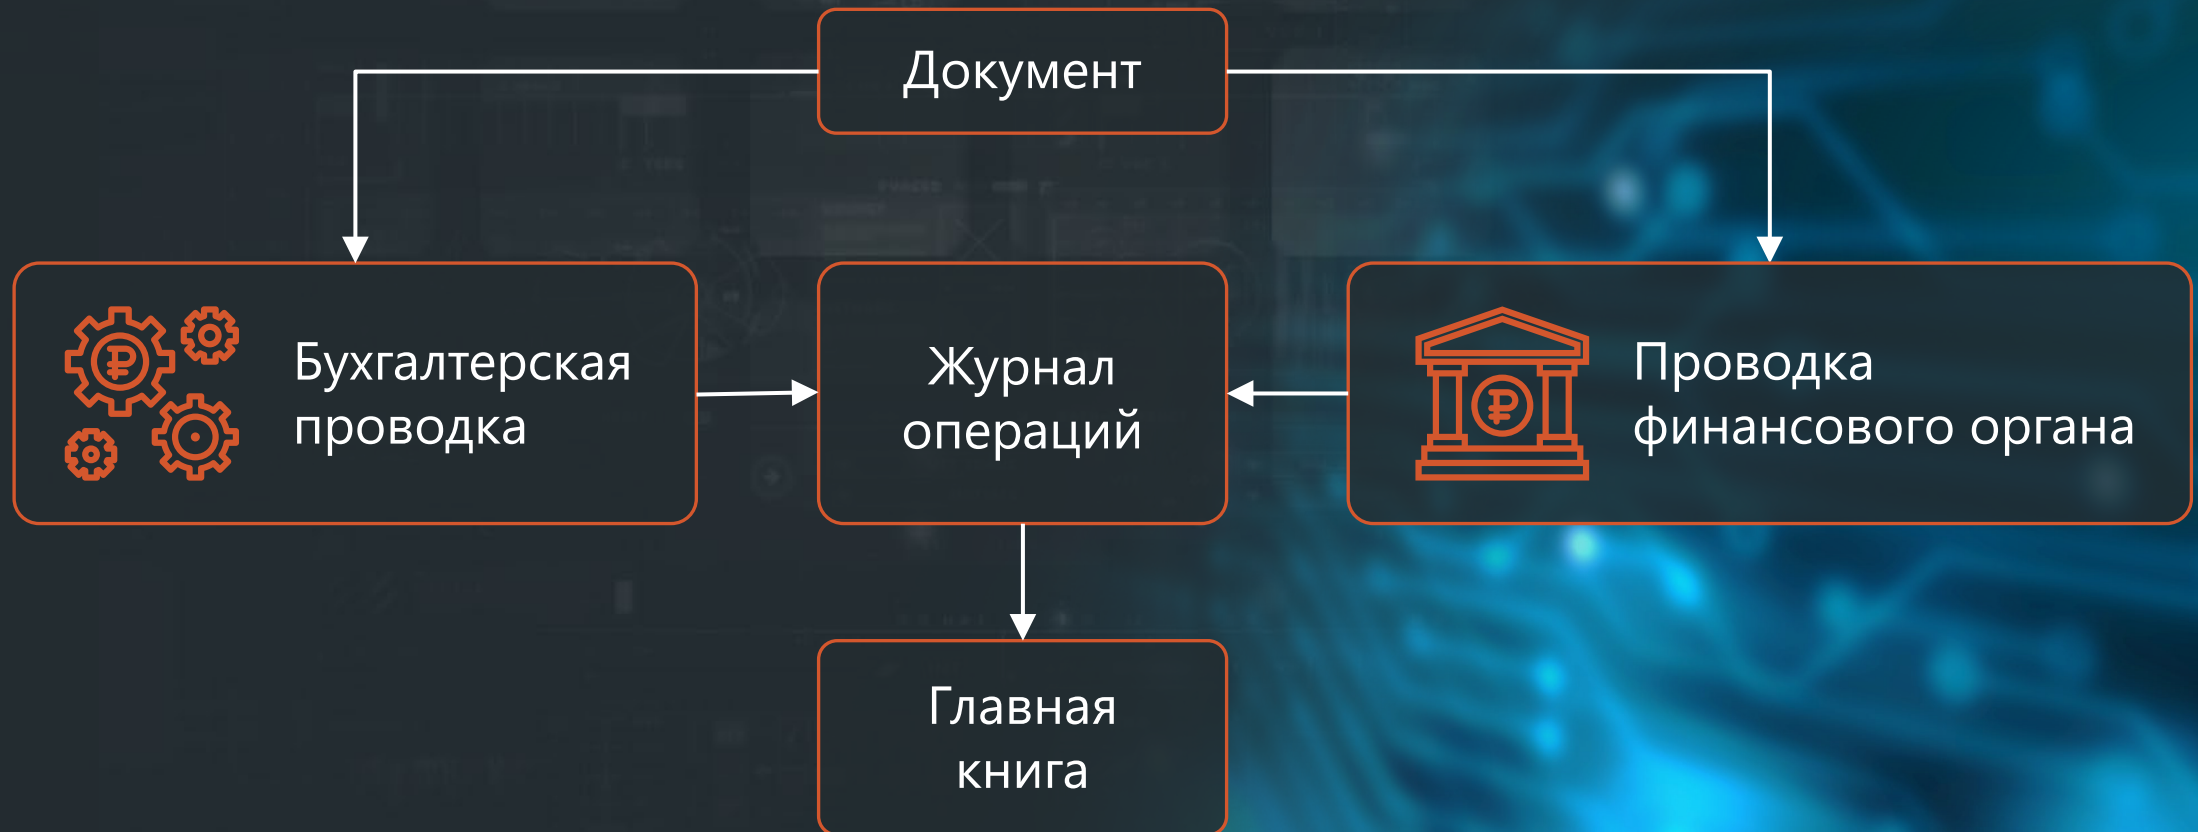 Документ
Бухгалтерская
проводка
Журнал
операций
Проводка
финансового органа
Главная
книга